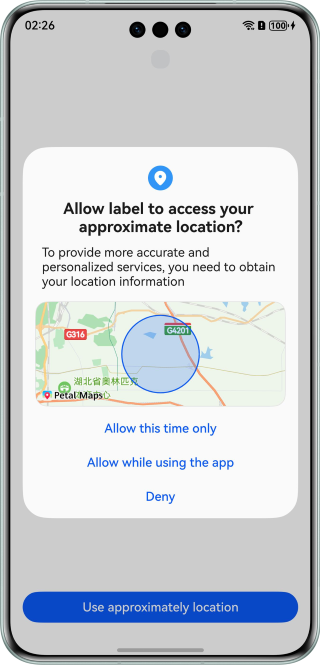 02:26
100
Allow label to access your
approximate location?
To provide more accurate and
personalized services, you need to obtain
your location information
G316
G4201
湖北省奥林匹克
中心
Petal Maps
Allow this time only
Allow while using the app
Deny
Use approximately location